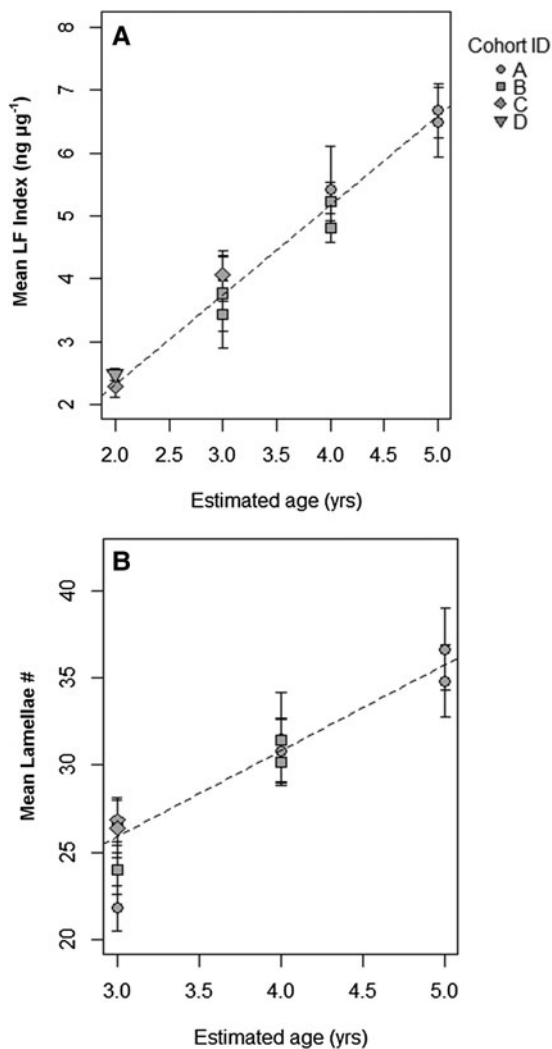 A
Mean LF Index (ng µg⁻¹)
8
7
6
5
4
3
2
2.0 2.5 3.0 3.5 4.0 4.5 5.0
Estimated age (yrs)
Cohort ID
A
B
C
D
B
Mean Lamellae #
40
35
30
25
20
3.0 3.5 4.0 4.5 5.0
Estimated age (yrs)